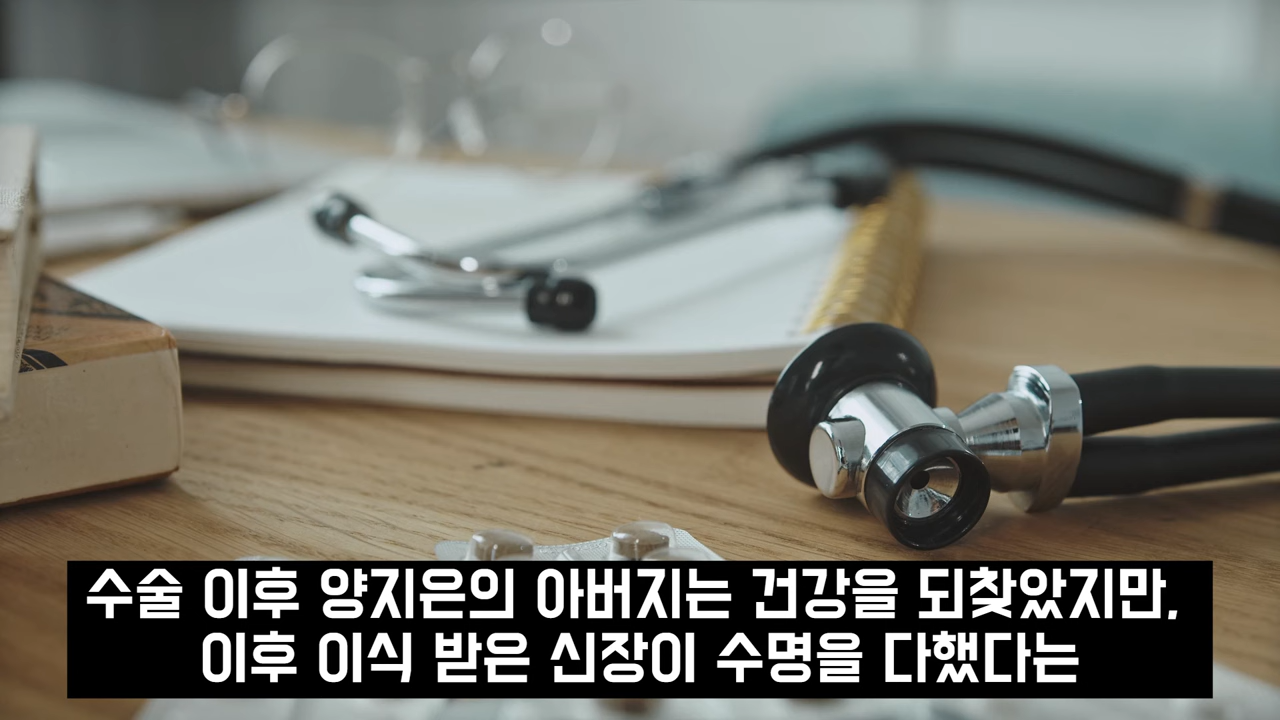 수술 이후 양지은의 아버지는 건강을 되찾았지만,
이후 이식 받은 신장이 수명을 다했다는